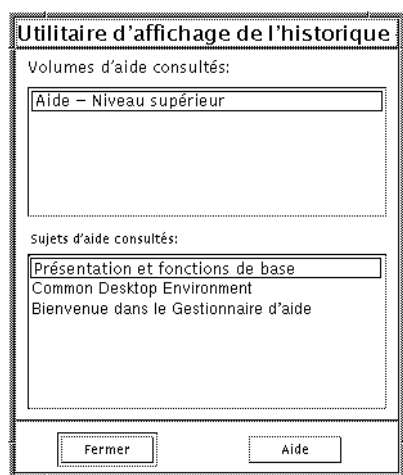 Utilitaire d'affichage de l'historique
Volumes d'aide consultés:
Aide – Niveau supérieur
Sujets d'aide consultés:
Présentation et fonctions de base
Common Desktop Environment
Bienvenue dans le Gestionnaire d'aide
Fermer
Aide